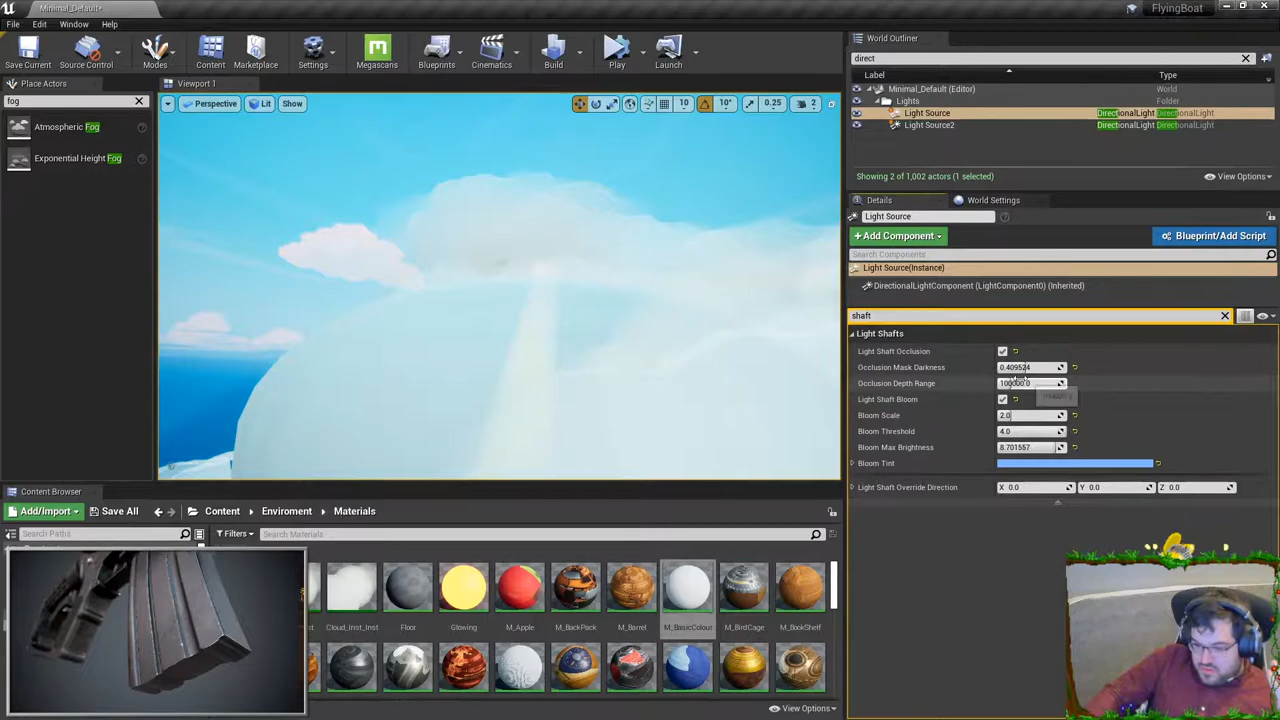 Minimal_Default*
FlyingBoat
File Edit Window Help
Save Current
Source Control
Modes
Content
Marketplace
Settings
Megascans
Blueprints
Cinematics
Build
Play
Launch
Place Actors
fog
Atmospheric Fog
Exponential Height Fog
Viewport 1
Perspective
Lit
Show
10
10°
0.25
2
World Outliner
direct
Label
Type
Minimal_Default (Editor)
World
Lights
Folder
Light Source
DirectionalLight DirectionalLight
Light Source2
DirectionalLight DirectionalLight
Showing 2 of 1,002 actors (1 selected)
View Options
Details
World Settings
Light Source
+Add Component
Blueprint/Add Script
Search Components
Light Source(Instance)
DirectionalLightComponent (LightComponent0) (Inherited)
shaft
Light Shafts
Light Shaft Occlusion
Occlusion Mask Darkness
0.409524
Occlusion Depth Range
100000.0
Light Shaft Bloom
Bloom Scale
2.0
Bloom Threshold
4.0
Bloom Max Brightness
8.701557
Bloom Tint
Light Shaft Override Direction
X 0.0
Y 0.0
Z 0.0
Content Browser
Add/Import
Save All
Content
Enviroment
Materials
Search Paths
Filters
Search Materials
Cloud_Inst_Inst
Floor
Glowing
M_Apple
M_BackPack
M_Barrel
M_BasicColour
M_BirdCage
M_BookShelf
View Options